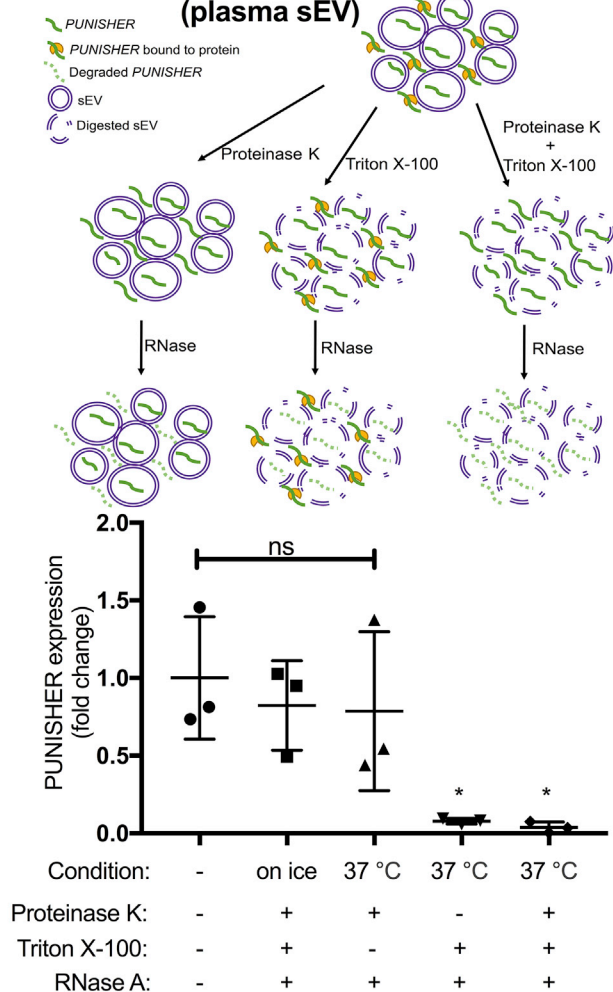 (plasma sEV)
PUNISHER
PUNISHER bound to protein
Degraded PUNISHER
sEV
Digested sEV
Proteinase K
Triton X-100
Proteinase K
+
Triton X-100
RNase
RNase
RNase
2.0
1.5
1.0
0.5
0.0
PUNISHER expression
(fold change)
ns
*
*
Condition: - on ice 37 °C 37 °C 37 °C
Proteinase K: - + + - +
Triton X-100: - + - + +
RNase A: - + + + +